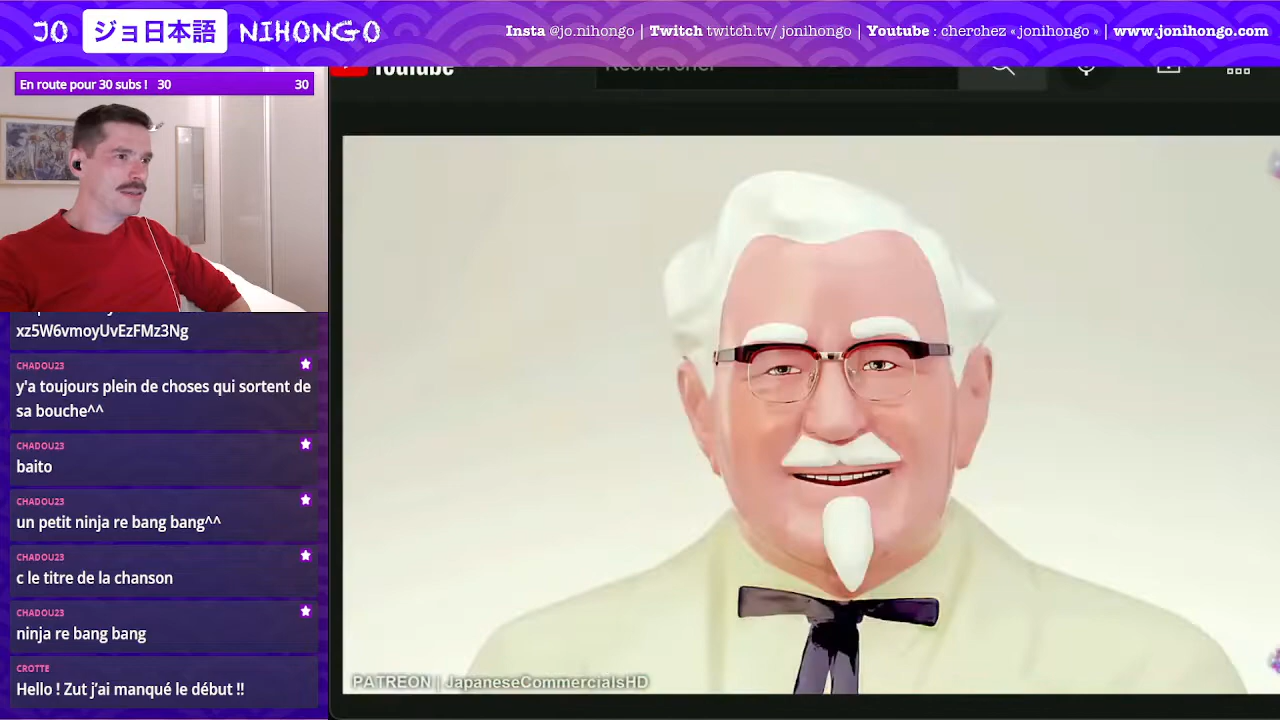 JO ジョ日本語 NIHONGO
Insta @jo.nihongo | Twitch twitch.tv/ jonihongo | Youtube : cherchez « jonihongo » | www.jonihongo.com
En route pour 30 subs ! 30 30
YouTube
Rechercher
xz5W6vmoyUvEzFMz3Ng
CHADOU23
y'a toujours plein de choses qui sortent de
sa bouche^^
CHADOU23
baito
CHADOU23
un petit ninja re bang bang^^
CHADOU23
c le titre de la chanson
CHADOU23
ninja re bang bang
CROTTE
Hello ! Zut j'ai manqué le début !!
PATREON | JapaneseCommercialsHD